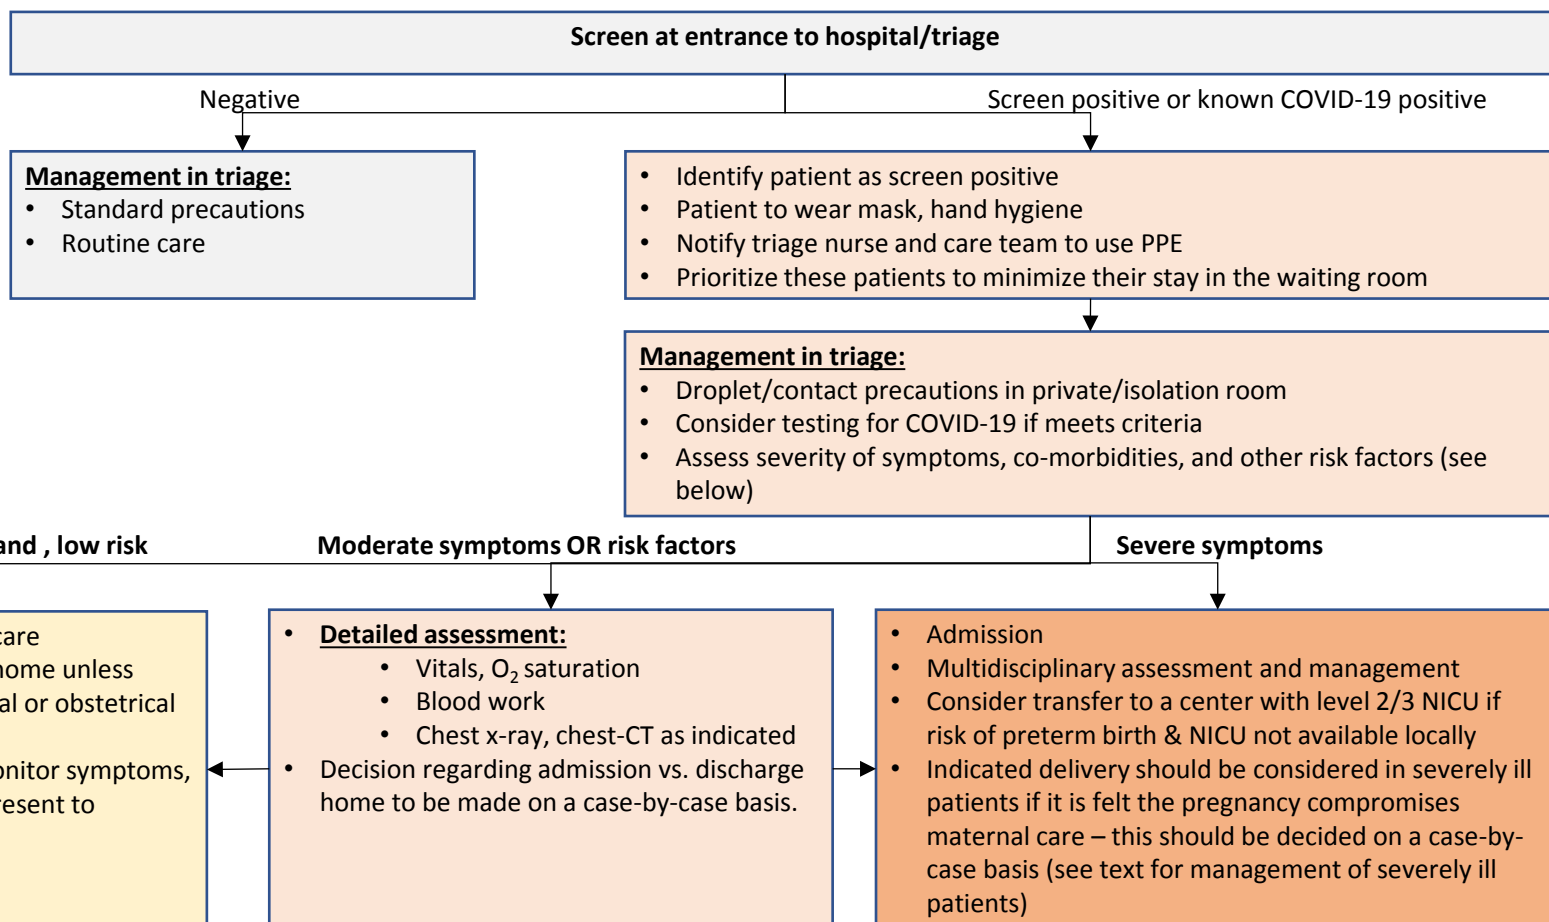 Screen at entrance to hospital/triage
Negative
Screen positive or known COVID-19 positive
Management in triage:
• Standard precautions
• Routine care
• Identify patient as screen positive
• Patient to wear mask, hand hygiene
• Notify triage nurse and care team to use PPE
• Prioritize these patients to minimize their stay in the waiting room
Management in triage:
• Droplet/contact precautions in private/isolation room
• Consider testing for COVID-19 if meets criteria
• Assess severity of symptoms, co-morbidities, and other risk factors (see
below)
and , low risk
Moderate symptoms OR risk factors
Severe symptoms
care
home unless
al or obstetrical
onitor symptoms,
resent to
• Detailed assessment:
• Vitals, O₂ saturation
• Blood work
• Chest x-ray, chest-CT as indicated
• Decision regarding admission vs. discharge
home to be made on a case-by-case basis.
• Admission
• Multidisciplinary assessment and management
• Consider transfer to a center with level 2/3 NICU if
risk of preterm birth & NICU not available locally
• Indicated delivery should be considered in severely ill
patients if it is felt the pregnancy compromises
maternal care – this should be decided on a case-by-
case basis (see text for management of severely ill
patients)